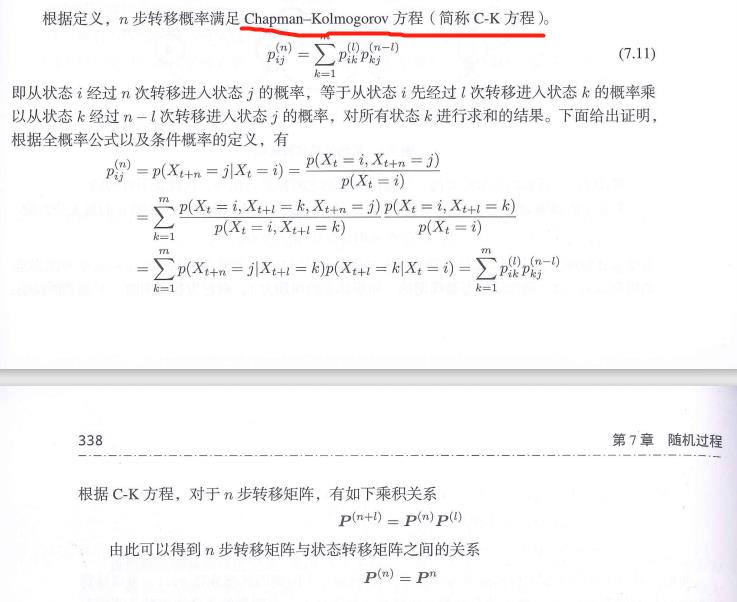 根据定义，n 步转移概率满足 Chapman–Kolmogorov 方程（简称 C-K 方程）。
p_{ij}^{(n)} = \sum_{k=1}^{m} p_{ik}^{(l)} p_{kj}^{(n-l)} (7.11)
即从状态 i 经过 n 次转移进入状态 j 的概率，等于从状态 i 先经过 l 次转移进入状态 k 的概率乘
以从状态 k 经过 n − l 次转移进入状态 j 的概率，对所有状态 k 进行求和的结果。下面给出证明，
根据全概率公式以及条件概率的定义，有
p_{ij}^{(n)} = p(X_{t+n} = j|X_t = i) = \frac{p(X_t = i, X_{t+n} = j)}{p(X_t = i)}
= \sum_{k=1}^{m} \frac{p(X_t = i, X_{t+l} = k, X_{t+n} = j)}{p(X_t = i, X_{t+l} = k)} \frac{p(X_t = i, X_{t+l} = k)}{p(X_t = i)}
= \sum_{k=1}^{m} p(X_{t+n} = j|X_{t+l} = k)p(X_{t+l} = k|X_t = i) = \sum_{k=1}^{m} p_{ik}^{(l)} p_{kj}^{(n-l)}
338 第 7 章 随机过程
根据 C-K 方程，对于 n 步转移矩阵，有如下乘积关系
P^{(n+l)} = P^{(n)} P^{(l)}
由此可以得到 n 步转移矩阵与状态转移矩阵之间的关系
P^{(n)} = P^n